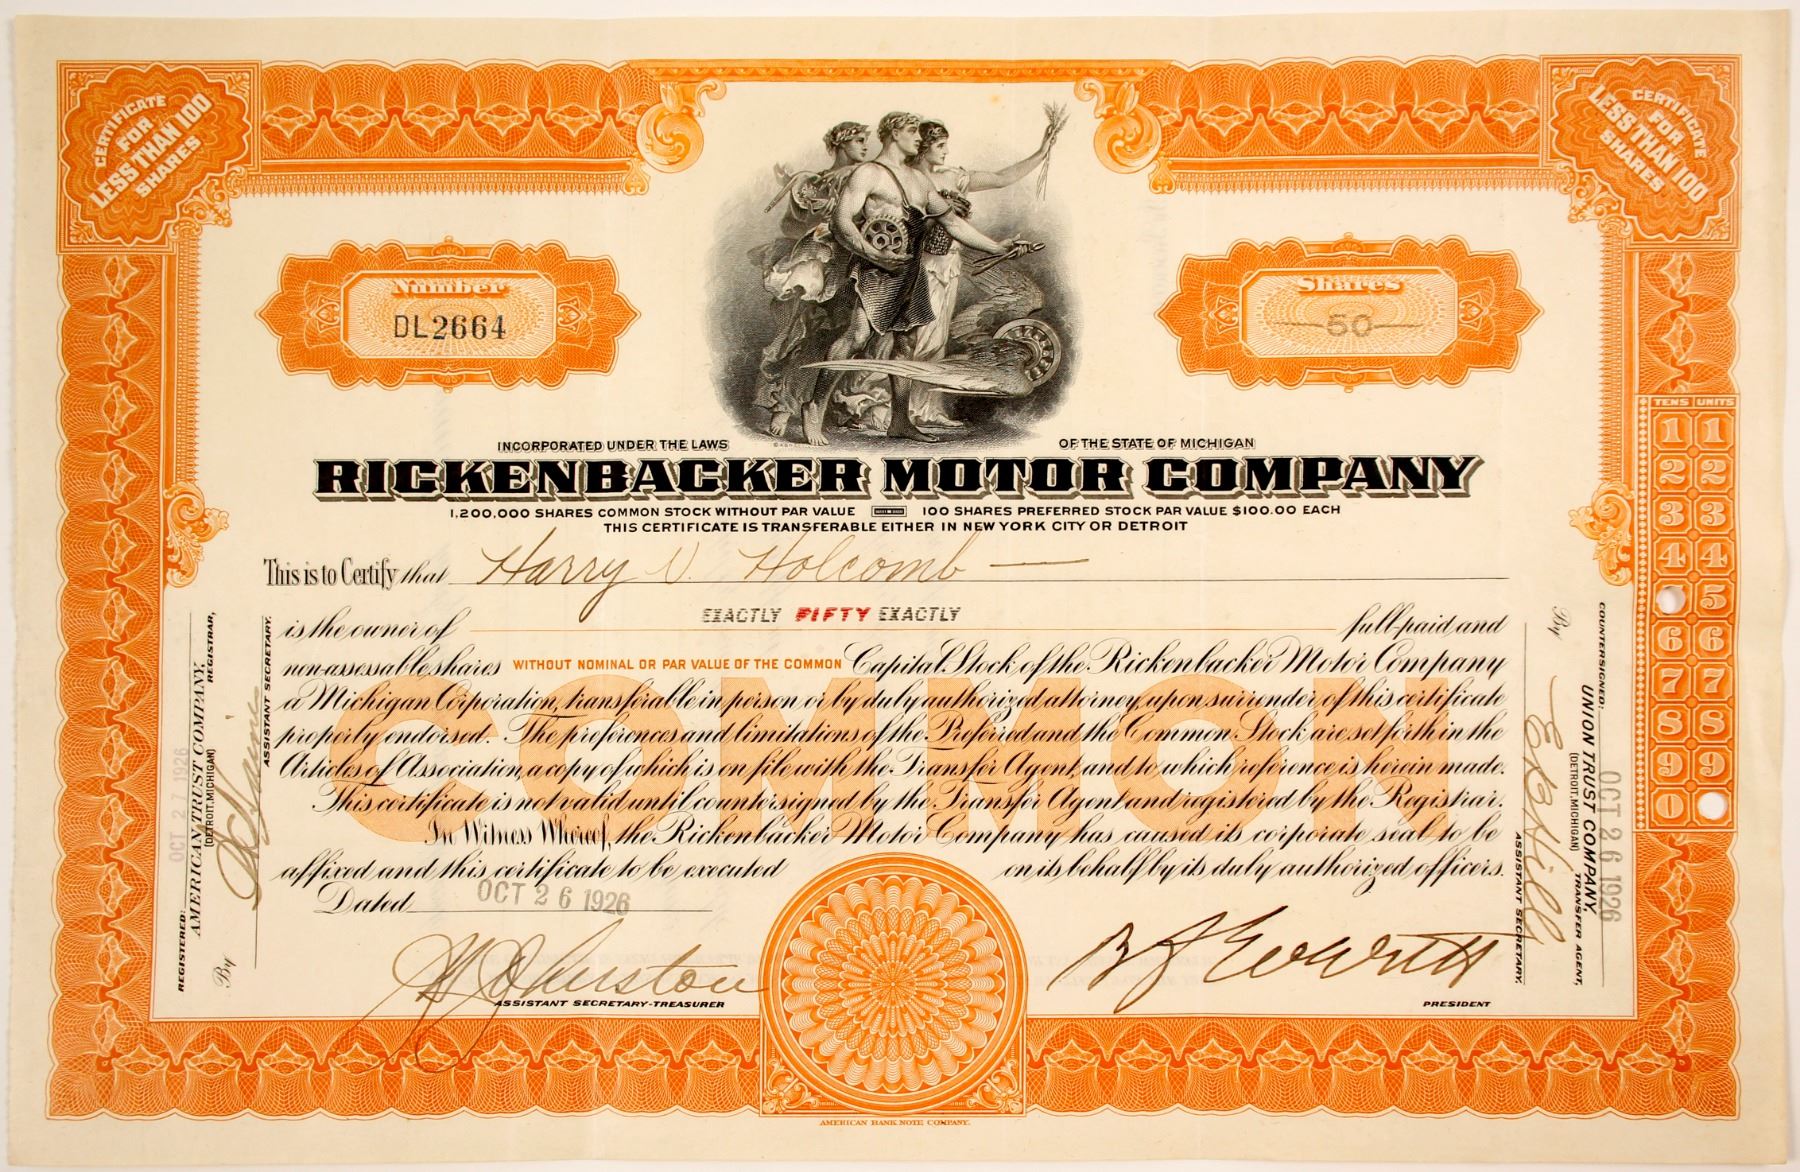 CERTIFICATE
FOR
LESS THAN 100
SHARES
CERTIFICATE
FOR
LESS THAN 100
SHARES
Number
DL2664
Shares
50
INCORPORATED UNDER THE LAWS OF THE STATE OF MICHIGAN
RICKENBACKER MOTOR COMPANY
1,200,000 SHARES COMMON STOCK WITHOUT PAR VALUE 100 SHARES PREFERRED STOCK PAR VALUE $100.00 EACH
THIS CERTIFICATE IS TRANSFERABLE EITHER IN NEW YORK CITY OR DETROIT
This is to Certify that Harry V. Holcomb
EXACTLY FIFTY EXACTLY
is the owner of full-paid and
non-assessable shares WITHOUT NOMINAL OR PAR VALUE OF THE COMMON Capital Stock of the Rickenbacker Motor Company
a Michigan Corporation, transferable in person or by duly authorized attorney, upon surrender of this certificate
properly endorsed. The preferences and limitations of the Preferred and the Common Stock are set forth in the
Articles of Association, a copy of which is on file with the Transfer Agent, and to which reference is herein made.
This certificate is not valid until countersigned by the Transfer Agent and registered by the Registrar.
In Witness Whereof, the Rickenbacker Motor Company has caused its corporate seal to be
affixed and this certificate to be executed on its behalf by its duly authorized officers.
COMMON
Dated OCT 26 1926
ASSISTANT SECRETARY-TREASURER
B F Everitt
PRESIDENT
REGISTERED:
AMERICAN TRUST COMPANY,
(DETROIT, MICHIGAN) REGISTRAR,
OCT 27 1926
By
ASSISTANT SECRETARY.
COUNTERSIGNED:
UNION TRUST COMPANY,
(DETROIT, MICHIGAN) TRANSFER AGENT,
OCT 26 1926
By E B Hill
ASSISTANT SECRETARY.
TENS UNITS
1 1
2 2
3 3
4 4
5
6 6
7 7
8 8
9 9
0
AMERICAN BANK NOTE COMPANY.